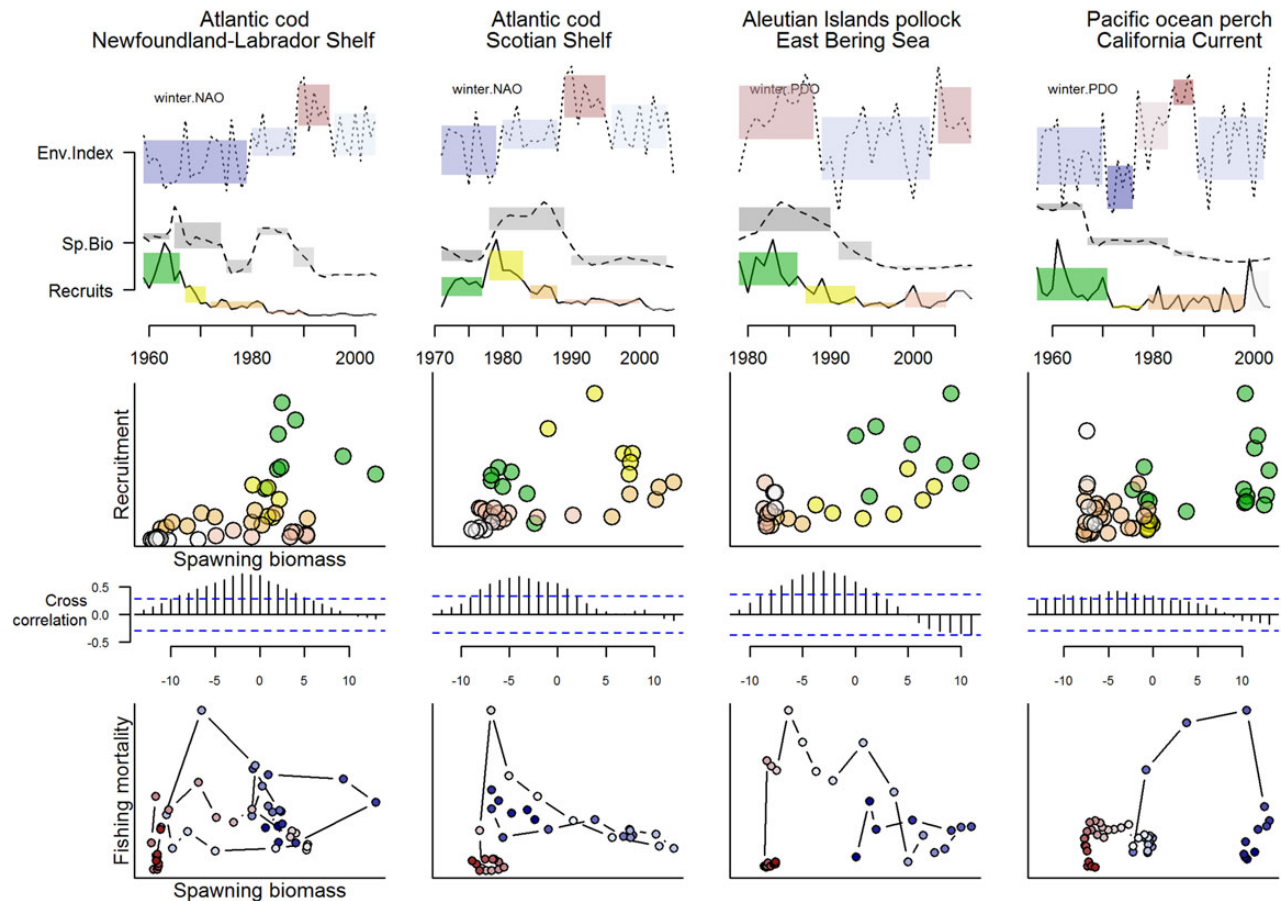 Atlantic cod
Newfoundland-Labrador Shelf
Atlantic cod
Scotian Shelf
Aleutian Islands pollock
East Bering Sea
Pacific ocean perch
California Current
winter.NAO
winter.NAO
winter.PDO
winter.PDO
Env.Index
Sp.Bio
Recruits
1960 1980 2000
1970 1980 1990 2000
1980 1990 2000
1960 1980 2000
Recruitment
Spawning biomass
Cross
correlation
0.5
0.0
-0.5
-10 -5 0 5 10
-10 -5 0 5 10
-10 -5 0 5 10
-10 -5 0 5 10
Fishing mortality
Spawning biomass